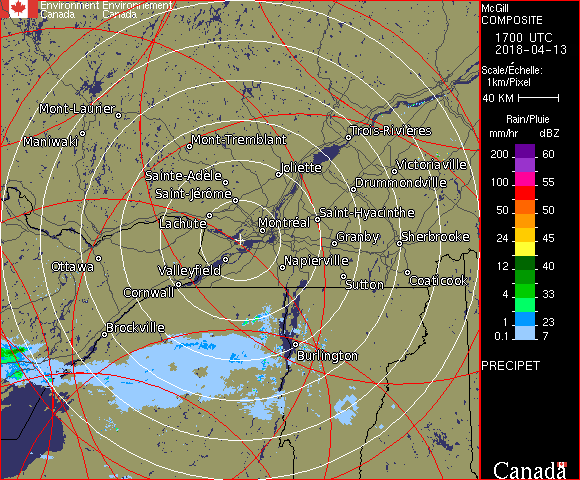 Environment Environnement
Canada Canada
McGill
COMPOSITE
1700 UTC
2018-04-13
Scale/Échelle:
1km/Pixel
40 KM
Rain/Pluie
mm/hr dBZ
200 60
150 57
100 55
50 50
24 45
12 40
4 33
1 23
0.1 7
PRECIPET
Canada
Mont-Laurier
Maniwaki
Mont-Tremblant
Trois-Rivières
Joliette
Victoriaville
Sainte-Adèle
Drummondville
Saint-Jérôme
Lachute
Montréal
Saint-Hyacinthe
Granby
Sherbrooke
Ottawa
Valleyfield
Napierville
Cornwall
Sutton
Coaticook
Brockville
Burlington